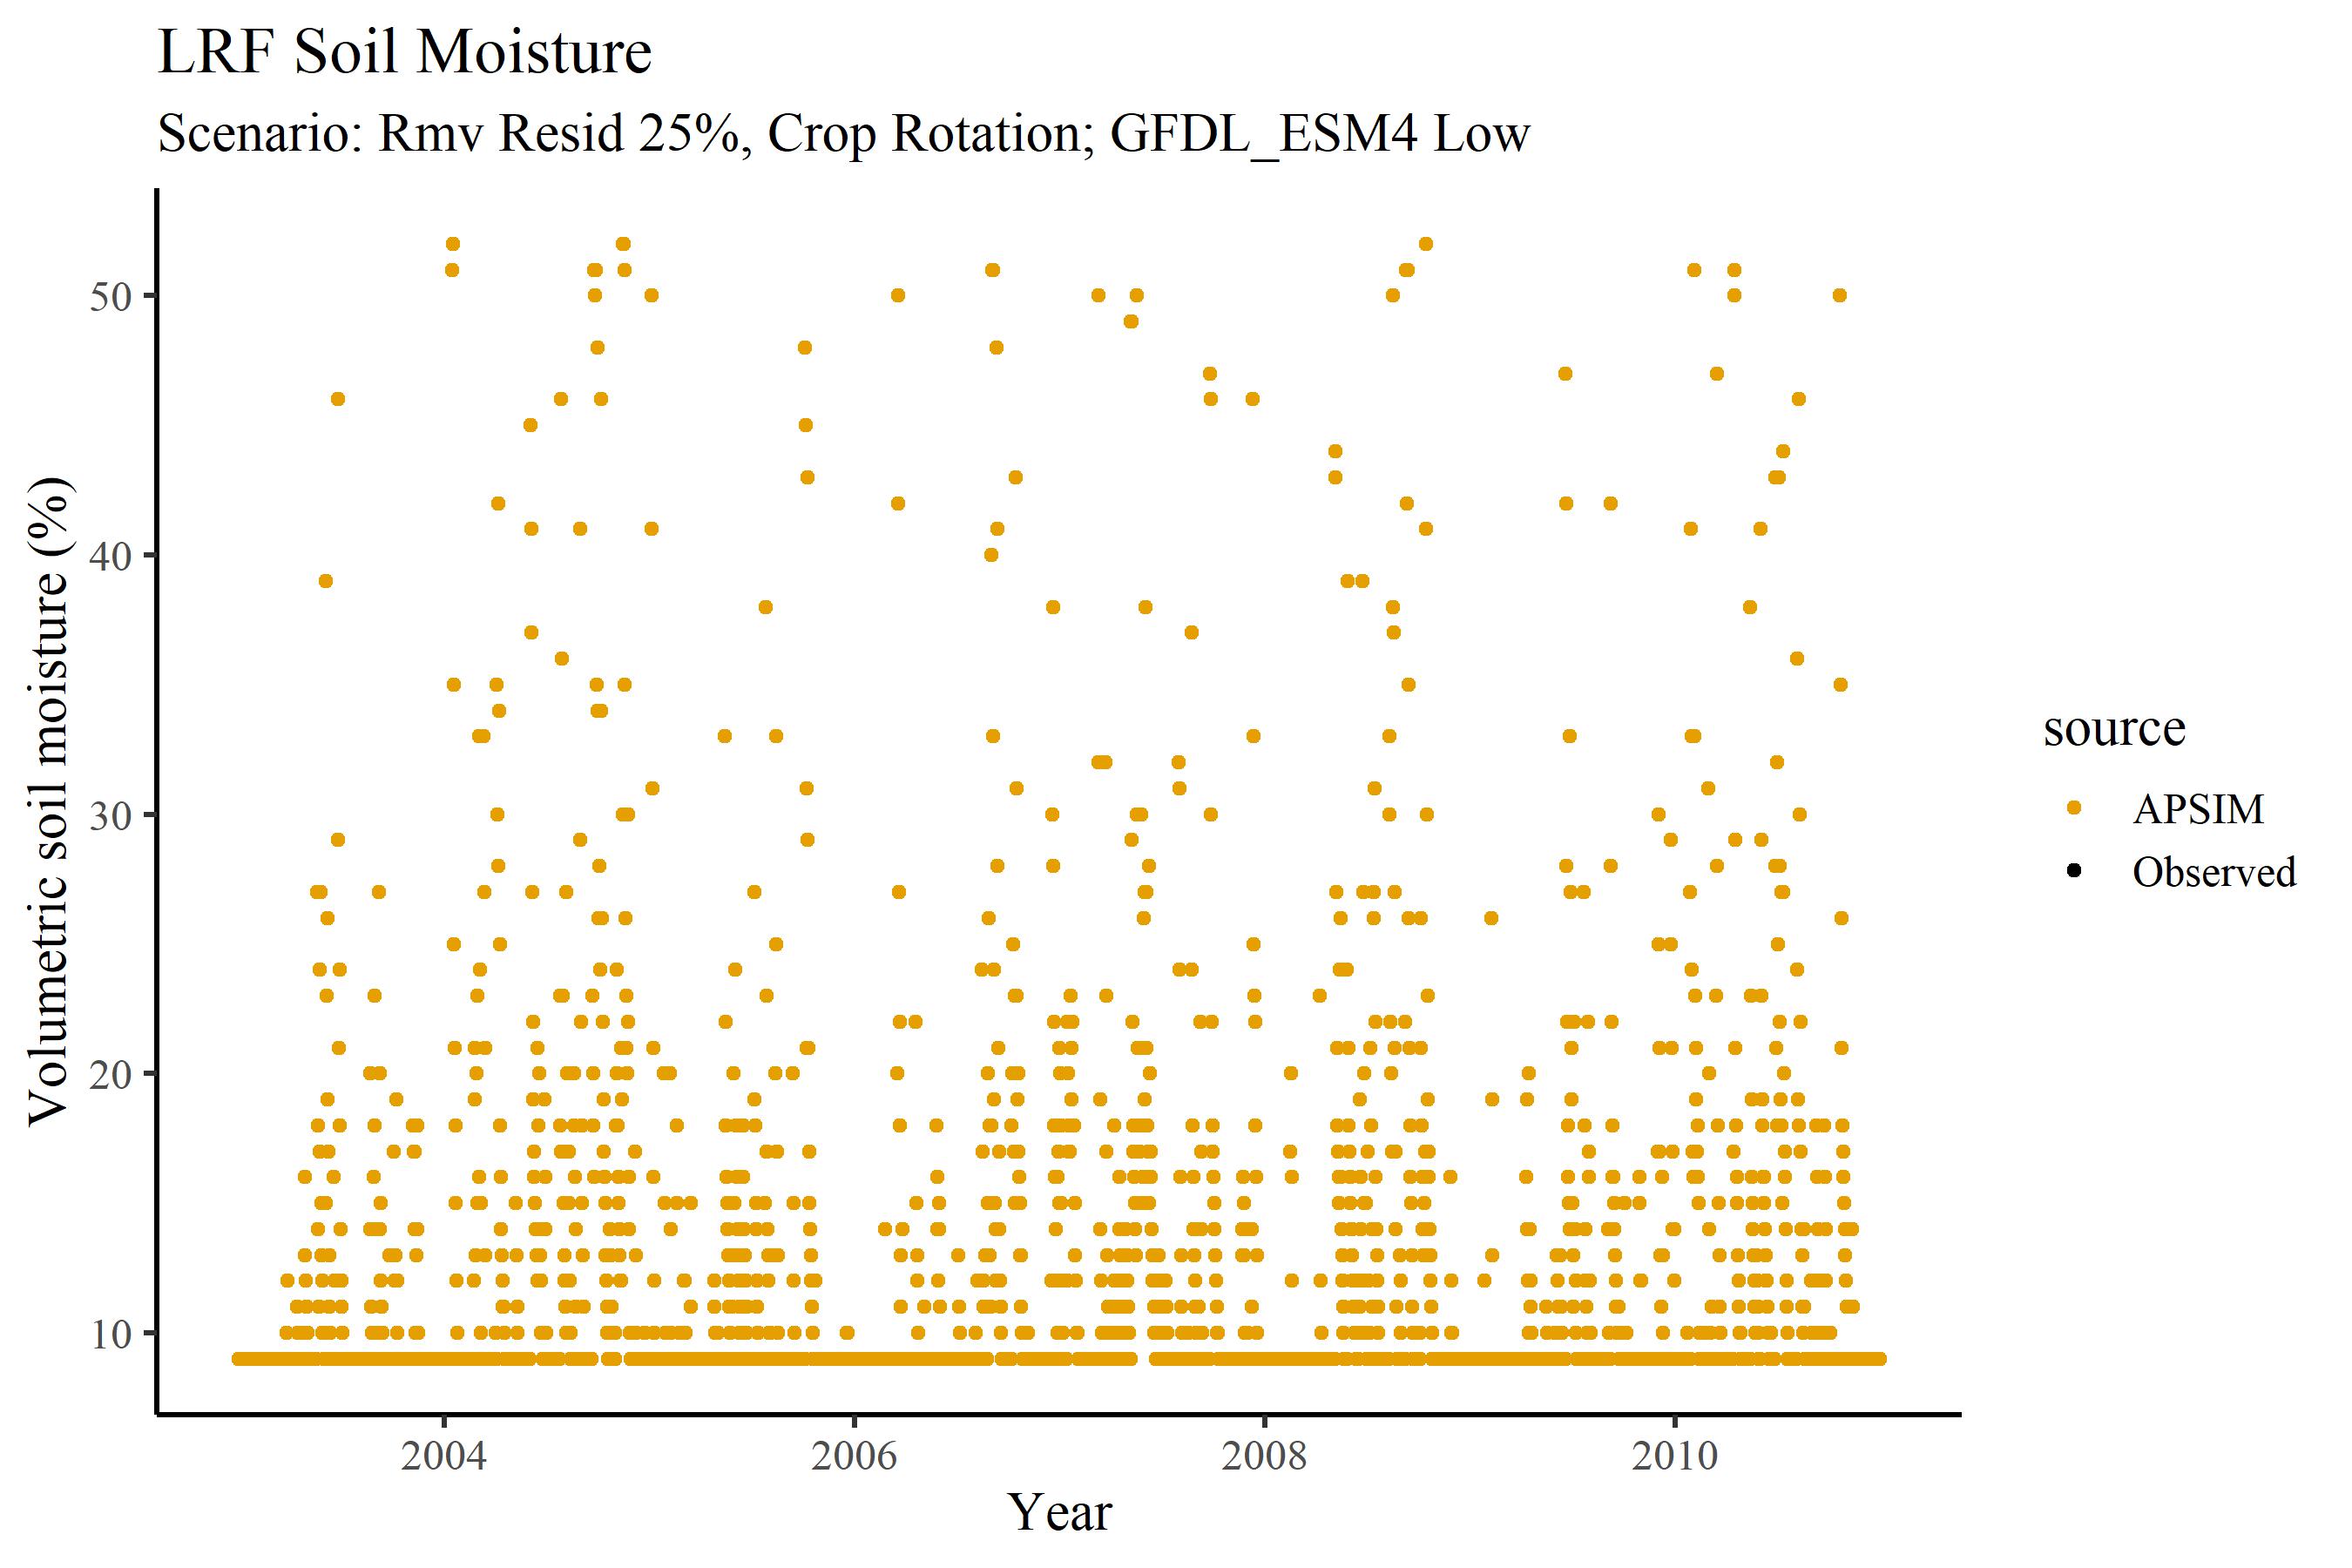 LRF Soil Moisture
Scenario: Rmv Resid 25%, Crop Rotation; GFDL_ESM4 Low
Volumetric soil moisture (%)
50
40
30
20
10
2004
2006
2008
2010
Year
source
APSIM
Observed